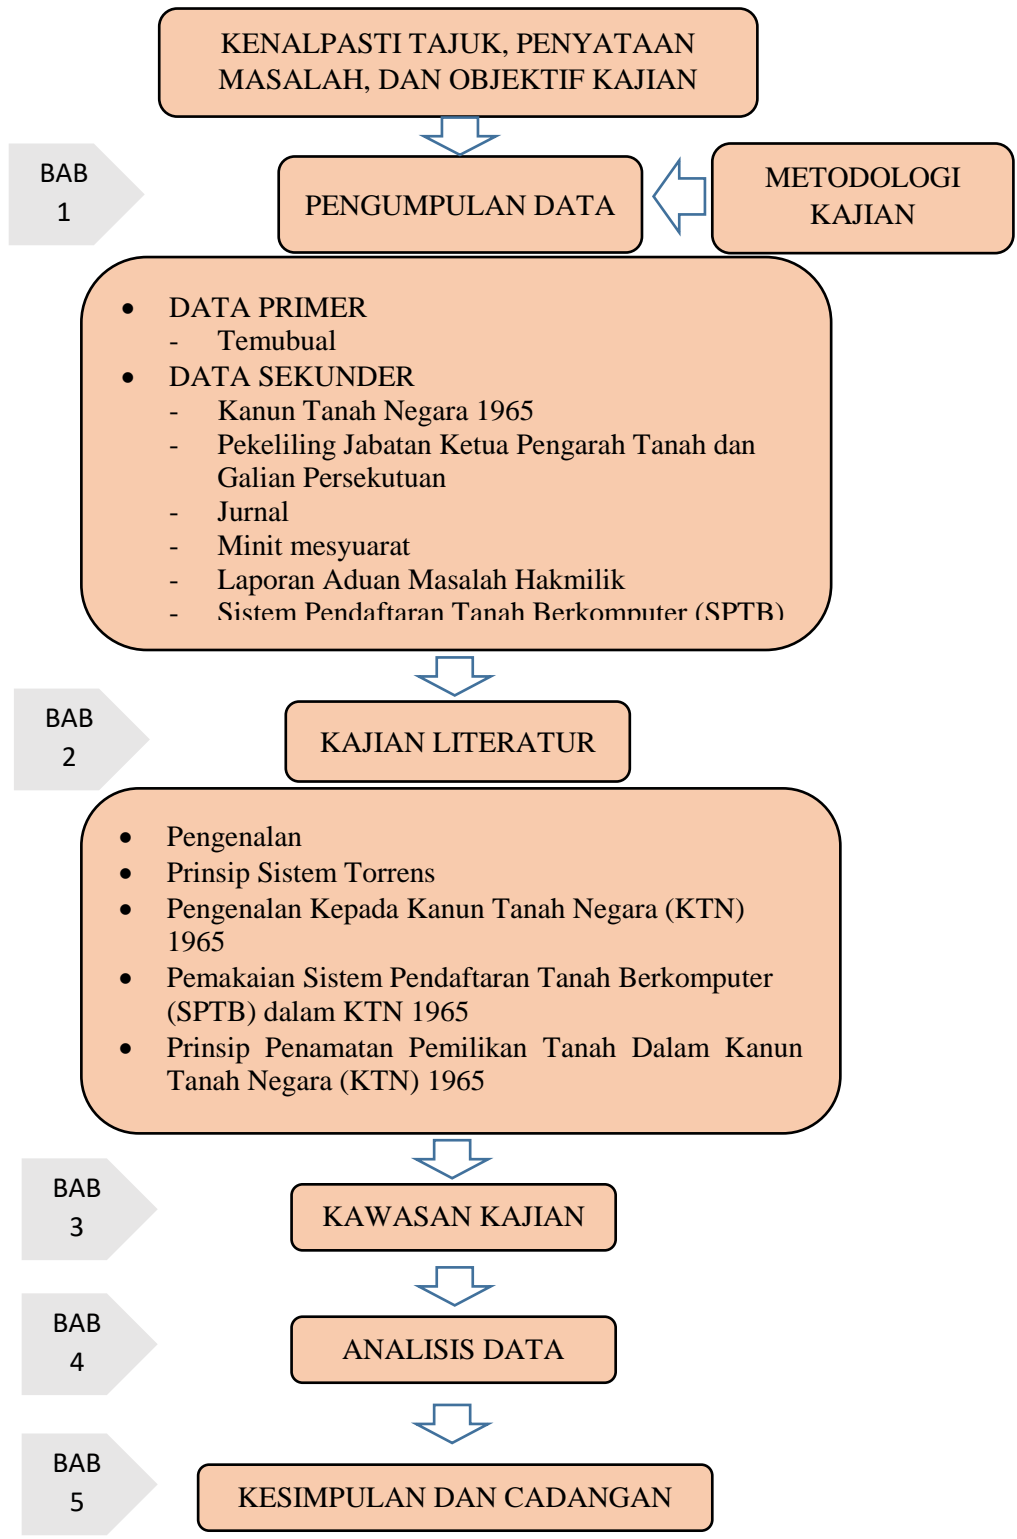 KENALPASTI TAJUK, PENYATAAN
MASALAH, DAN OBJEKTIF KAJIAN
BAB
1
PENGUMPULAN DATA
METODOLOGI
KAJIAN
• DATA PRIMER
- Temubual
• DATA SEKUNDER
- Kanun Tanah Negara 1965
- Pekeliling Jabatan Ketua Pengarah Tanah dan
Galian Persekutuan
- Jurnal
- Minit mesyuarat
- Laporan Aduan Masalah Hakmilik
- Sistem Pendaftaran Tanah Berkomputer (SPTB)
BAB
2
KAJIAN LITERATUR
• Pengenalan
• Prinsip Sistem Torrens
• Pengenalan Kepada Kanun Tanah Negara (KTN)
1965
• Pemakaian Sistem Pendaftaran Tanah Berkomputer
(SPTB) dalam KTN 1965
• Prinsip Penamatan Pemilikan Tanah Dalam Kanun
Tanah Negara (KTN) 1965
BAB
3
KAWASAN KAJIAN
BAB
4
ANALISIS DATA
BAB
5
KESIMPULAN DAN CADANGAN